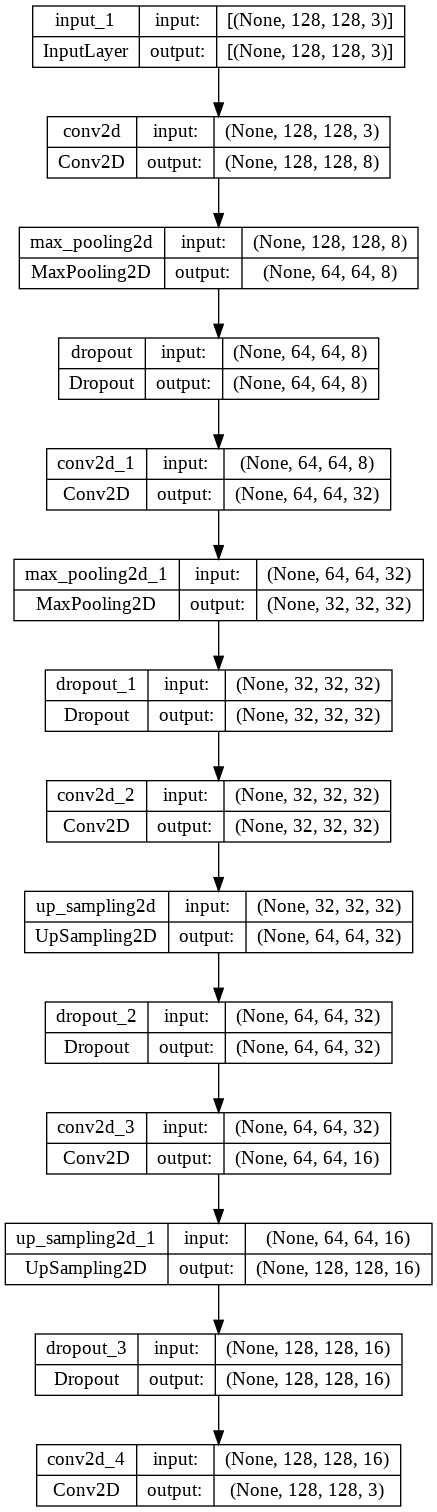 input_1 input: [(None, 128, 128, 3)]
InputLayer output: [(None, 128, 128, 3)]
conv2d input: (None, 128, 128, 3)
Conv2D output: (None, 128, 128, 8)
max_pooling2d input: (None, 128, 128, 8)
MaxPooling2D output: (None, 64, 64, 8)
dropout input: (None, 64, 64, 8)
Dropout output: (None, 64, 64, 8)
conv2d_1 input: (None, 64, 64, 8)
Conv2D output: (None, 64, 64, 32)
max_pooling2d_1 input: (None, 64, 64, 32)
MaxPooling2D output: (None, 32, 32, 32)
dropout_1 input: (None, 32, 32, 32)
Dropout output: (None, 32, 32, 32)
conv2d_2 input: (None, 32, 32, 32)
Conv2D output: (None, 32, 32, 32)
up_sampling2d input: (None, 32, 32, 32)
UpSampling2D output: (None, 64, 64, 32)
dropout_2 input: (None, 64, 64, 32)
Dropout output: (None, 64, 64, 32)
conv2d_3 input: (None, 64, 64, 32)
Conv2D output: (None, 64, 64, 16)
up_sampling2d_1 input: (None, 64, 64, 16)
UpSampling2D output: (None, 128, 128, 16)
dropout_3 input: (None, 128, 128, 16)
Dropout output: (None, 128, 128, 16)
conv2d_4 input: (None, 128, 128, 16)
Conv2D output: (None, 128, 128, 3)